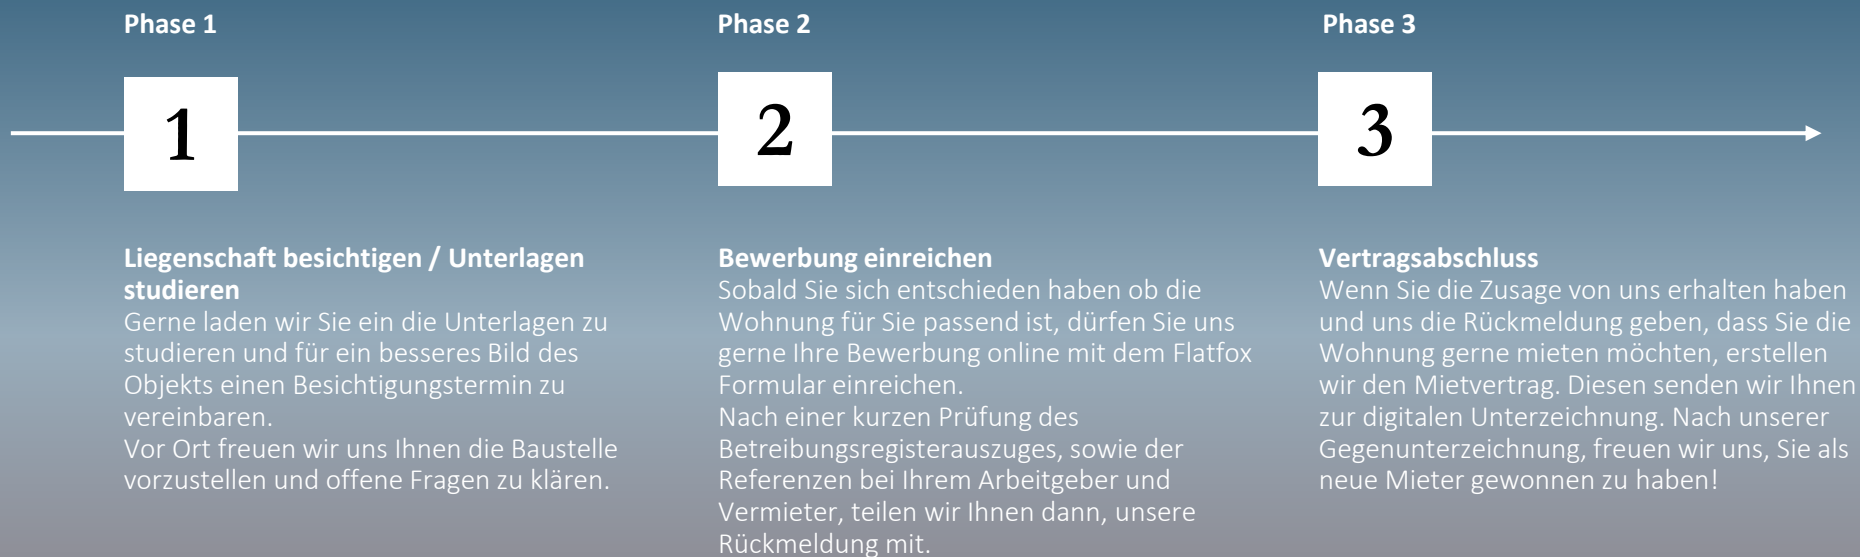 Phase 1
Phase 2
Phase 3
1
2
3
Liegenschaft besichtigen / Unterlagen
studieren
Gerne laden wir Sie ein die Unterlagen zu
studieren und für ein besseres Bild des
Objekts einen Besichtigungstermin zu
vereinbaren.
Vor Ort freuen wir uns Ihnen die Baustelle
vorzustellen und offene Fragen zu klären.
Bewerbung einreichen
Sobald Sie sich entschieden haben ob die
Wohnung für Sie passend ist, dürfen Sie uns
gerne Ihre Bewerbung online mit dem Flatfox
Formular einreichen.
Nach einer kurzen Prüfung des
Betreibungsregisterauszuges, sowie der
Referenzen bei Ihrem Arbeitgeber und
Vermieter, teilen wir Ihnen dann, unsere
Rückmeldung mit.
Vertragsabschluss
Wenn Sie die Zusage von uns erhalten haben
und uns die Rückmeldung geben, dass Sie die
Wohnung gerne mieten möchten, erstellen
wir den Mietvertrag. Diesen senden wir Ihnen
zur digitalen Unterzeichnung. Nach unserer
Gegenunterzeichnung, freuen wir uns, Sie als
neue Mieter gewonnen zu haben!